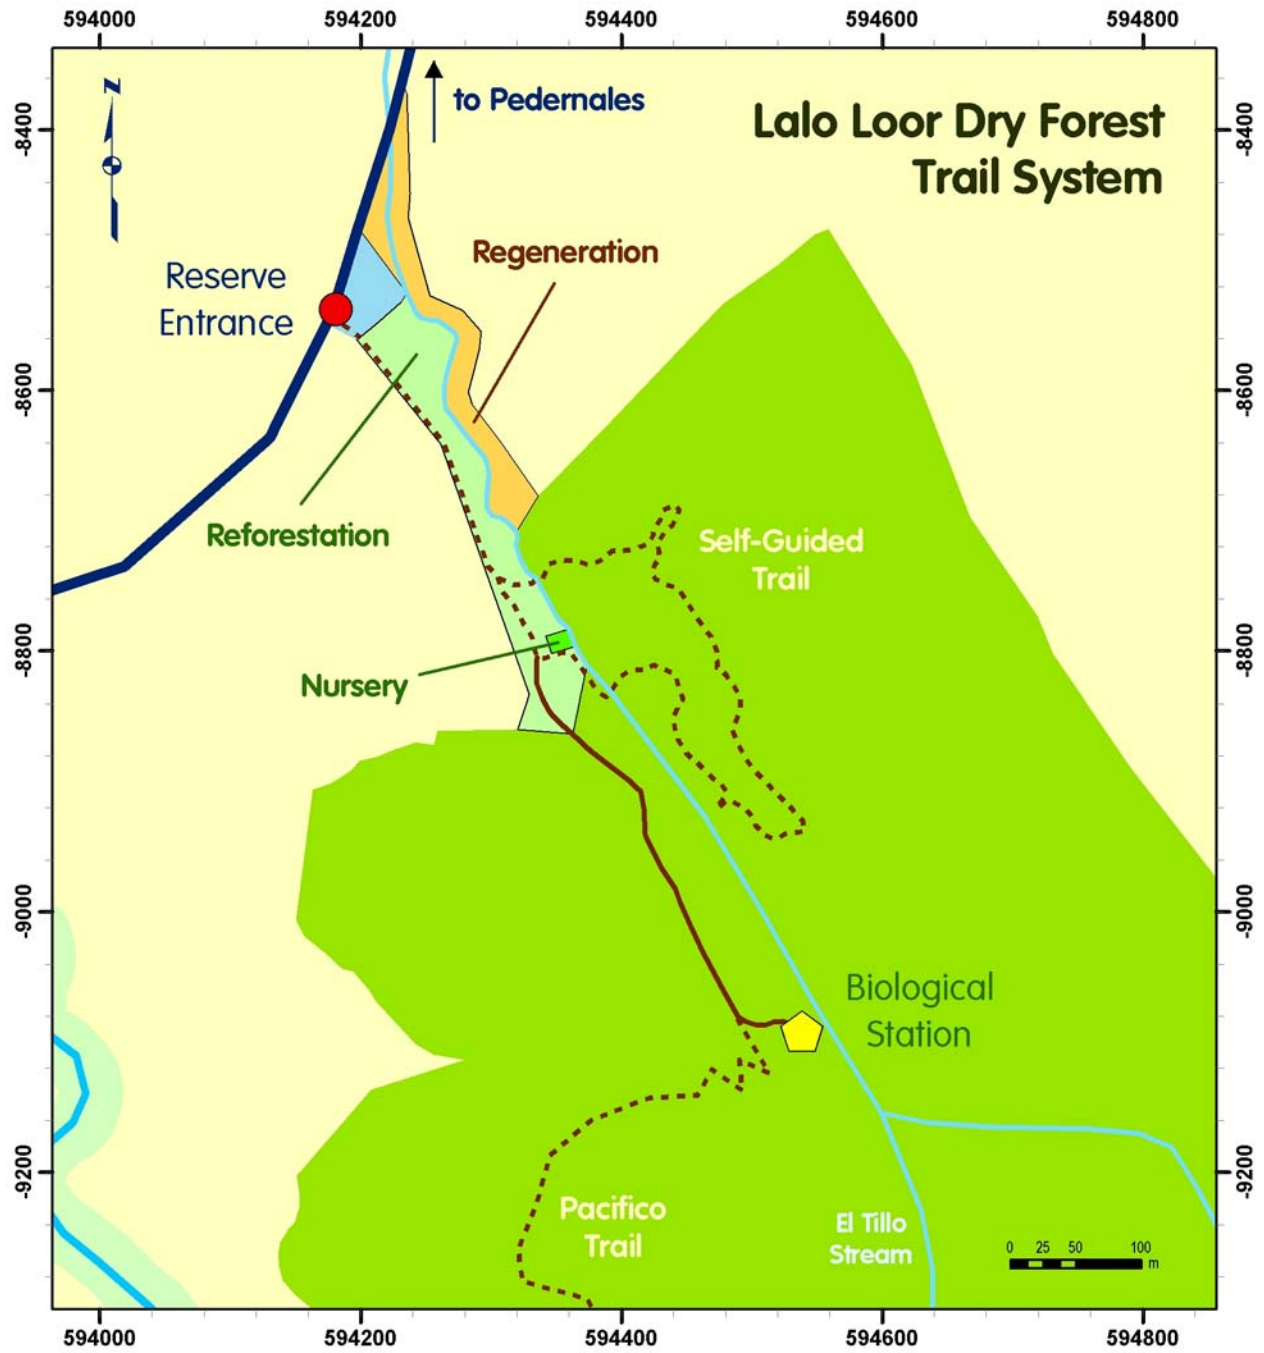 594000 594200 594400 594600 594800
N
to Pedernales
Lalo Loor Dry Forest
Trail System
-8400 -8400
Regeneration
Reserve
Entrance
-8600 -8600
Reforestation
Self-Guided
Trail
-8800 -8800
Nursery
-9000 -9000
Biological
Station
-9200 -9200
Pacifico
Trail
El Tillo
Stream
0 25 50 100
m
594000 594200 594400 594600 594800